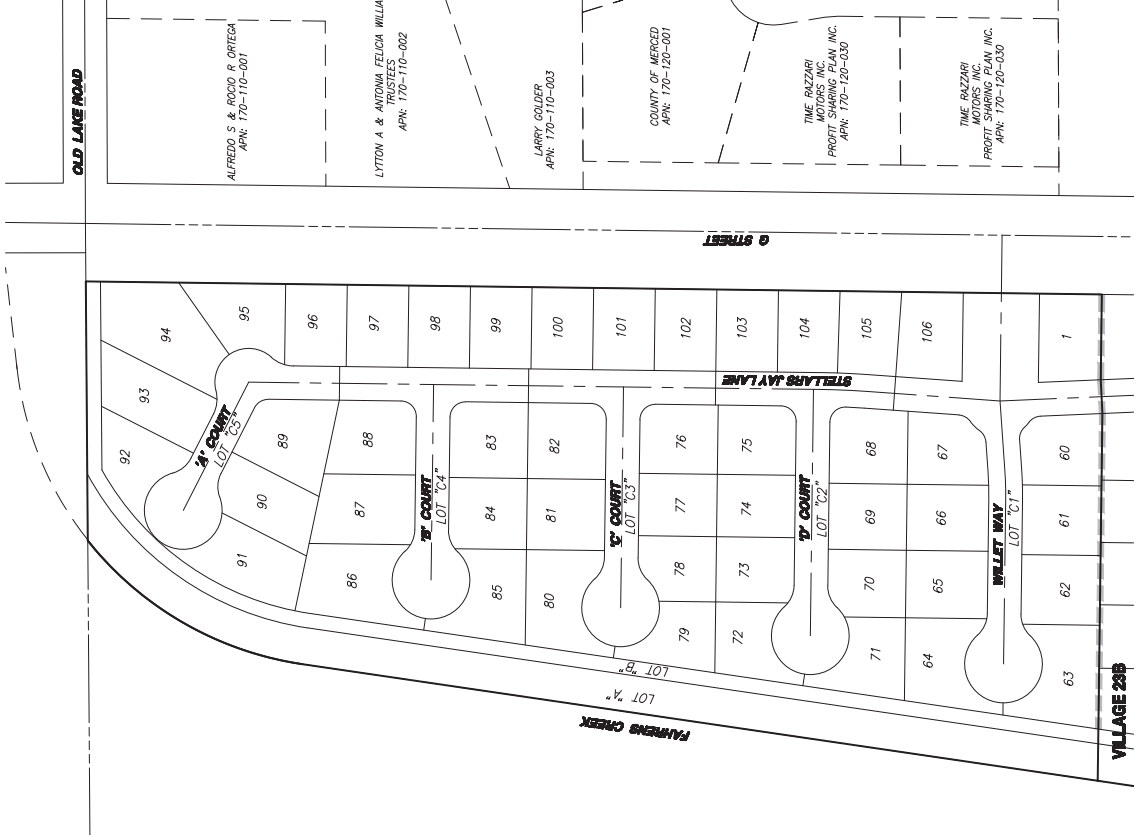 OLD LAKE ROAD
ALFREDO S & ROCIO R ORTEGA
APN: 170-110-001
LYTTON A & ANTONIA FELICIA WILLIA
TRUSTEES
APN: 170-110-002
LARRY GOLDER
APN: 170-110-003
COUNTY OF MERCED
APN: 170-120-001
TIME RAZZARI
MOTORS INC.
PROFIT SHARING PLAN INC.
APN: 170-120-030
TIME RAZZARI
MOTORS INC.
PROFIT SHARING PLAN INC.
APN: 170-120-030
Q STREET
94
95
96
97
98
99
100
101
102
103
104
105
106
1
STELLARS JAY LANE
93
92
'A' COURT
LOT "C5"
89
90
91
88
87
86
'B' COURT
LOT "C4"
83
84
85
82
81
80
'C' COURT
LOT "C3"
76
77
78
79
75
74
73
72
'D' COURT
LOT "C2"
68
69
70
71
67
66
65
64
WILLET WAY
LOT "C1"
60
61
62
63
LOT "B"
LOT "A"
FAHRENS CREEK
VILLAGE 23B